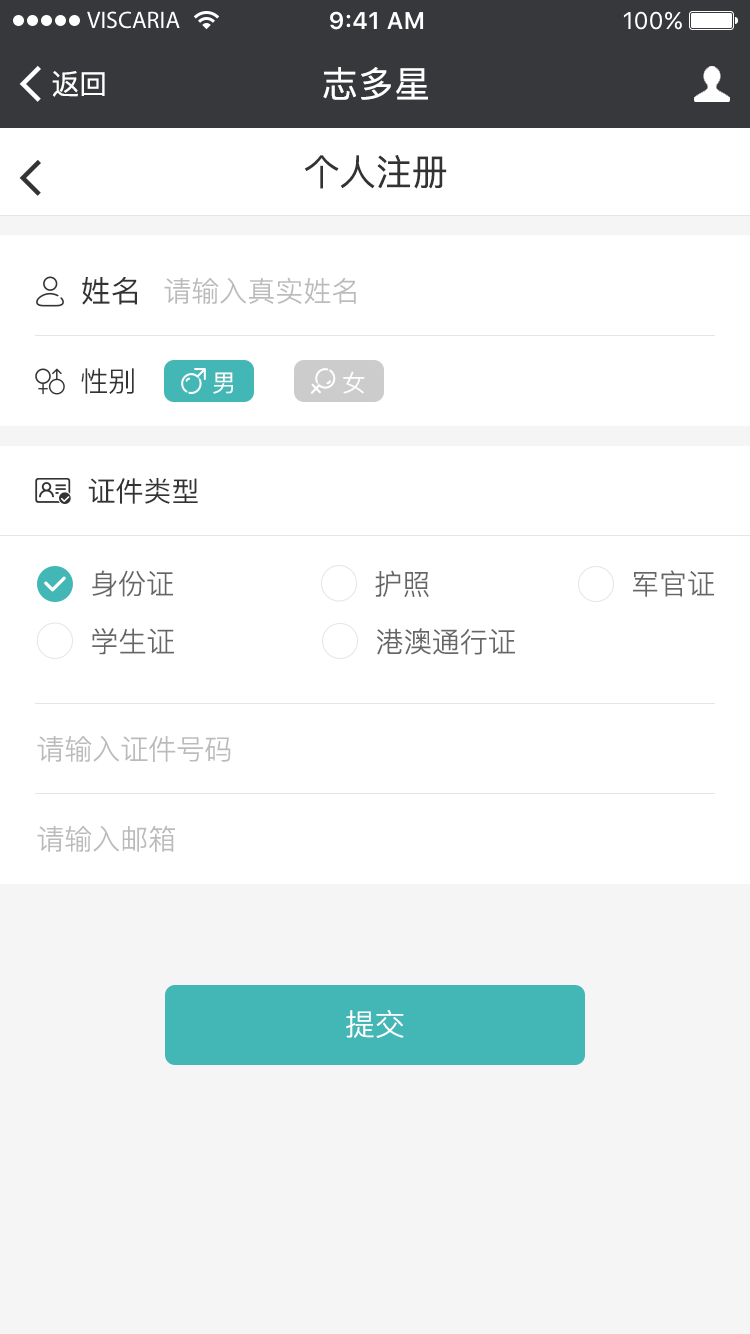 VISCARIA 9:41 AM 100%
返回 志多星
个人注册
姓名 请输入真实姓名
性别 男 女
证件类型
身份证 护照 军官证
学生证 港澳通行证
请输入证件号码
请输入邮箱
提交